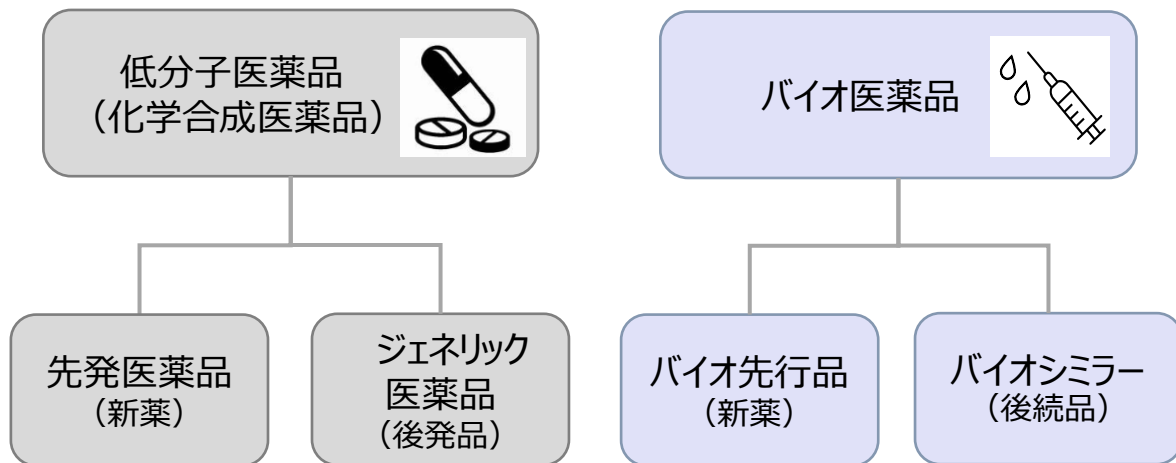 低分子医薬品
（化学合成医薬品）
バイオ医薬品
先発医薬品
（新薬）
ジェネリック
医薬品
（後発品）
バイオ先行品
（新薬）
バイオシミラー
（後続品）